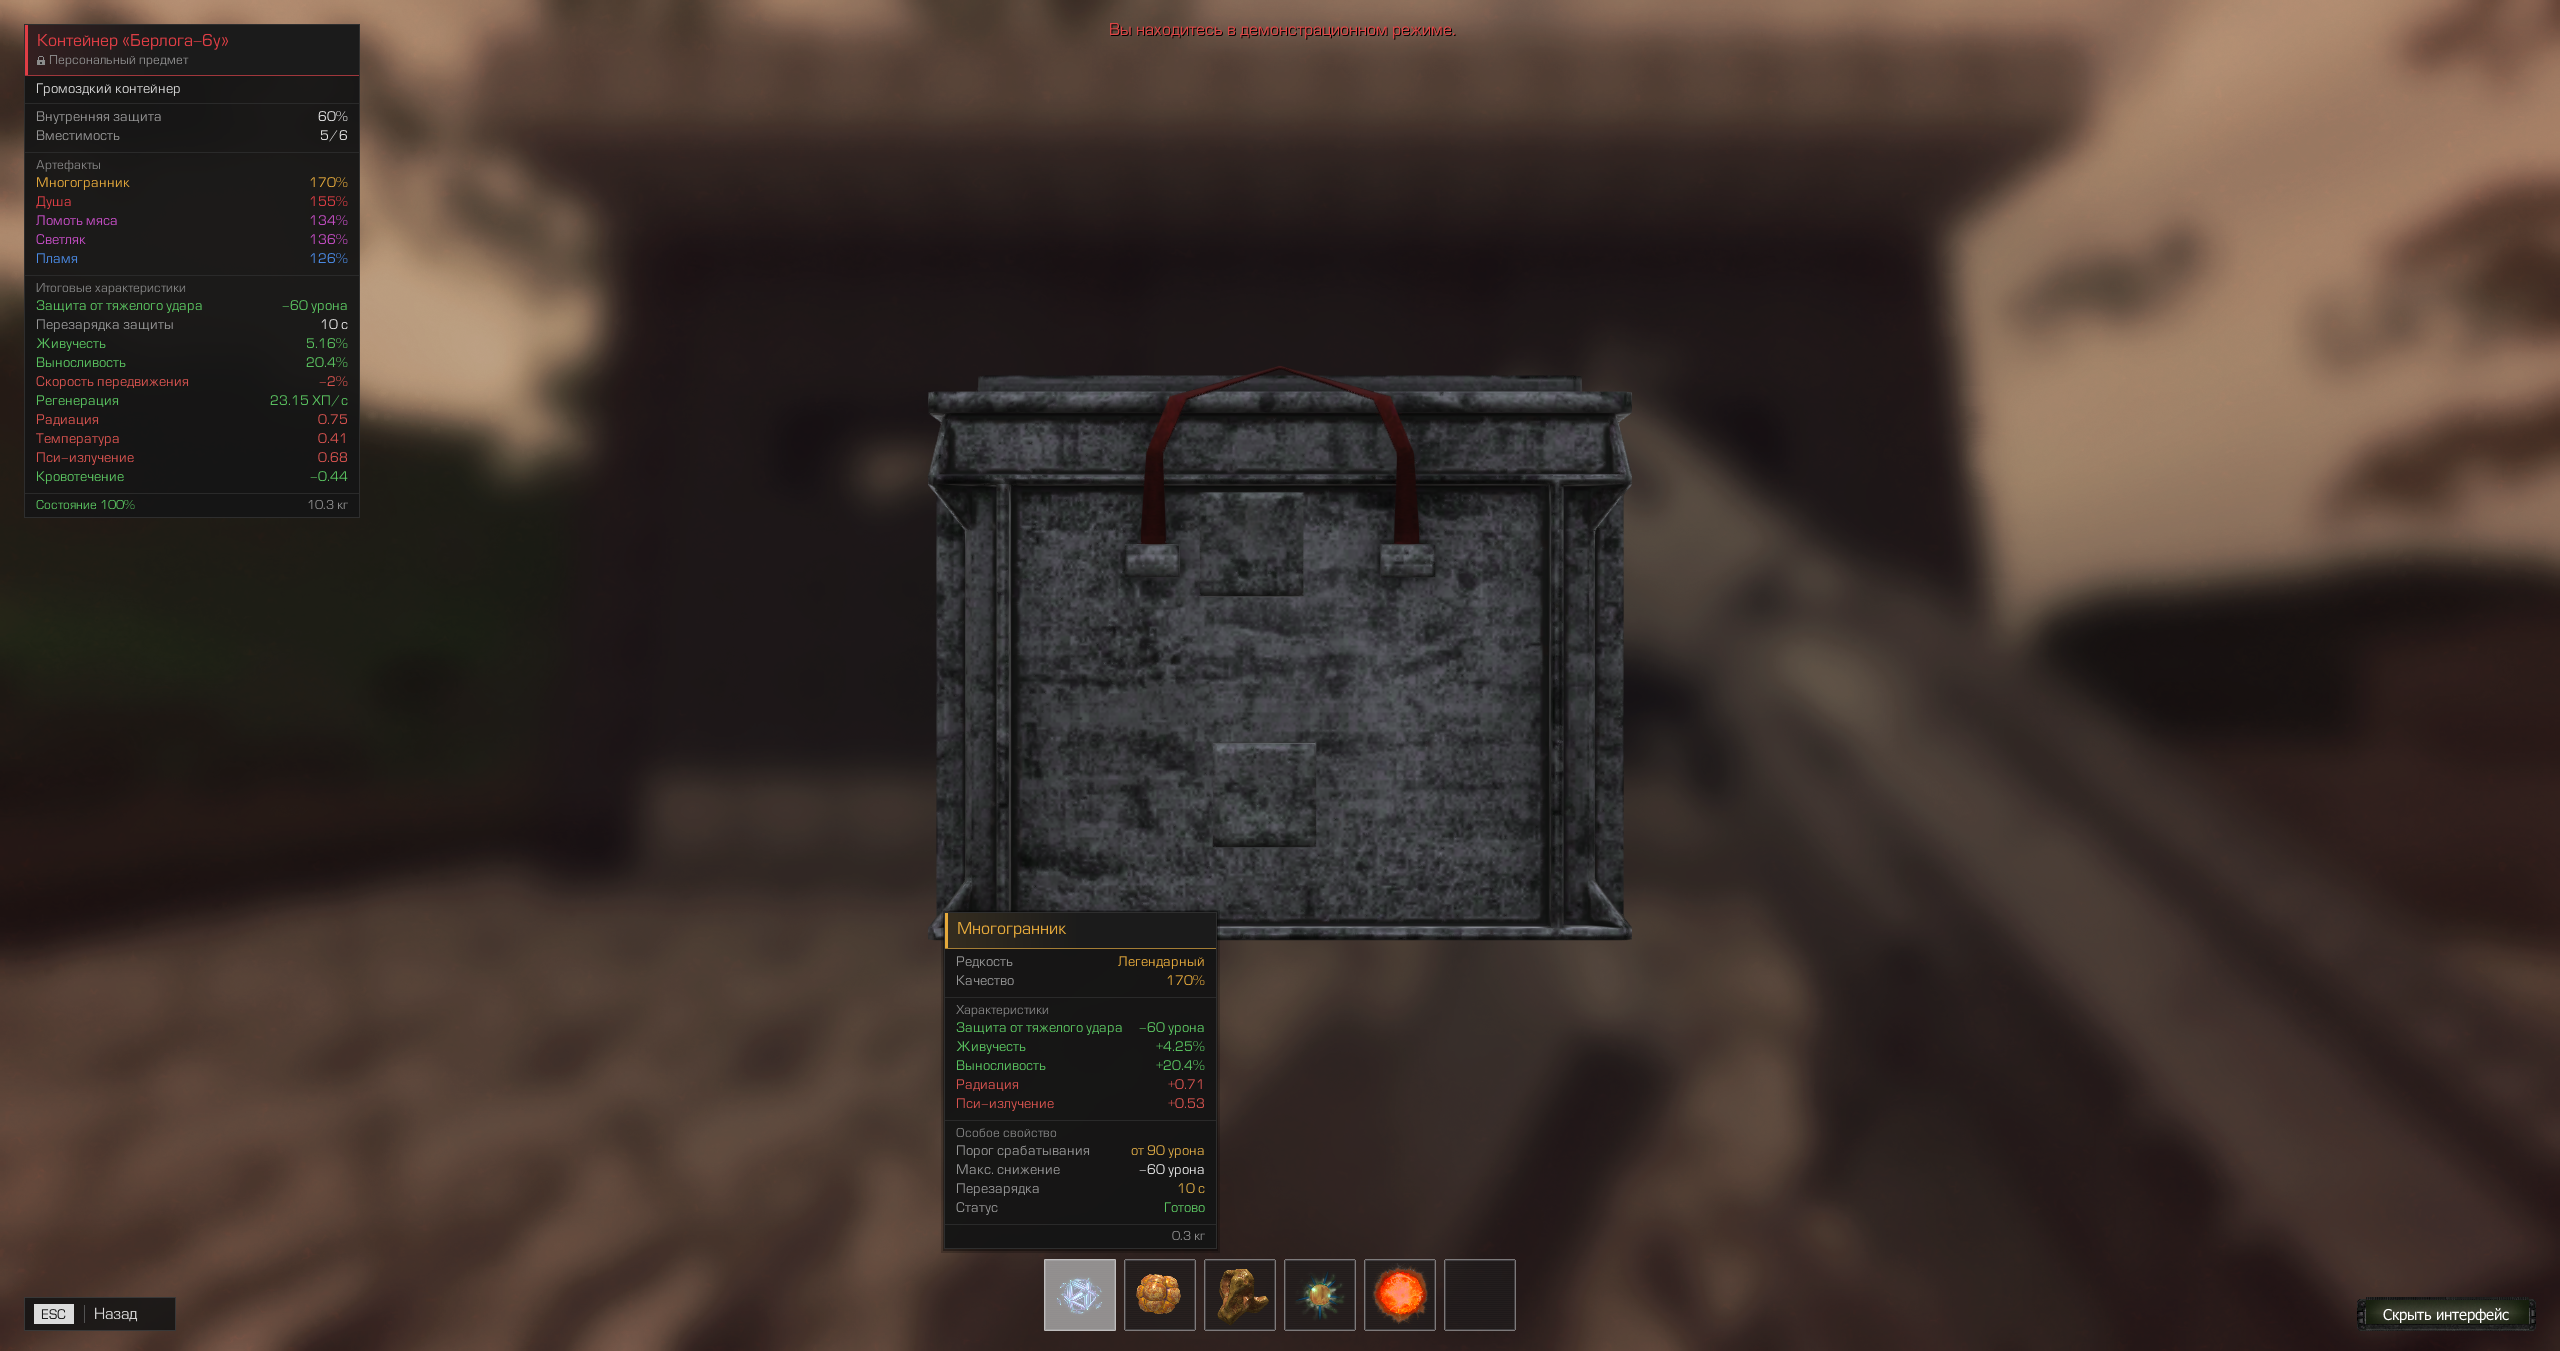 Вы находитесь в демонстрационном режиме.
Контейнер «Берлога-6у»
Персональный предмет
Громоздкий контейнер
Внутренняя защита 60%
Вместимость 5/6
Артефакты
Многогранник 170%
Душа 155%
Ломоть мяса 134%
Светляк 136%
Пламя 126%
Итоговые характеристики
Защита от тяжелого удара -60 урона
Перезарядка защиты 10 с
Живучесть 5.16%
Выносливость 20.4%
Скорость передвижения -2%
Регенерация 23.15 ХП/с
Радиация 0.75
Температура 0.41
Пси-излучение 0.68
Кровотечение -0.44
Состояние 100% 10.3 кг
Многогранник
Редкость Легендарный
Качество 170%
Характеристики
Защита от тяжелого удара -60 урона
Живучесть +4.25%
Выносливость +20.4%
Радиация +0.71
Пси-излучение +0.53
Особое свойство
Порог срабатывания от 90 урона
Макс. снижение -60 урона
Перезарядка 10 с
Статус Готово
0.3 кг
ESC Назад
Скрыть интерфейс